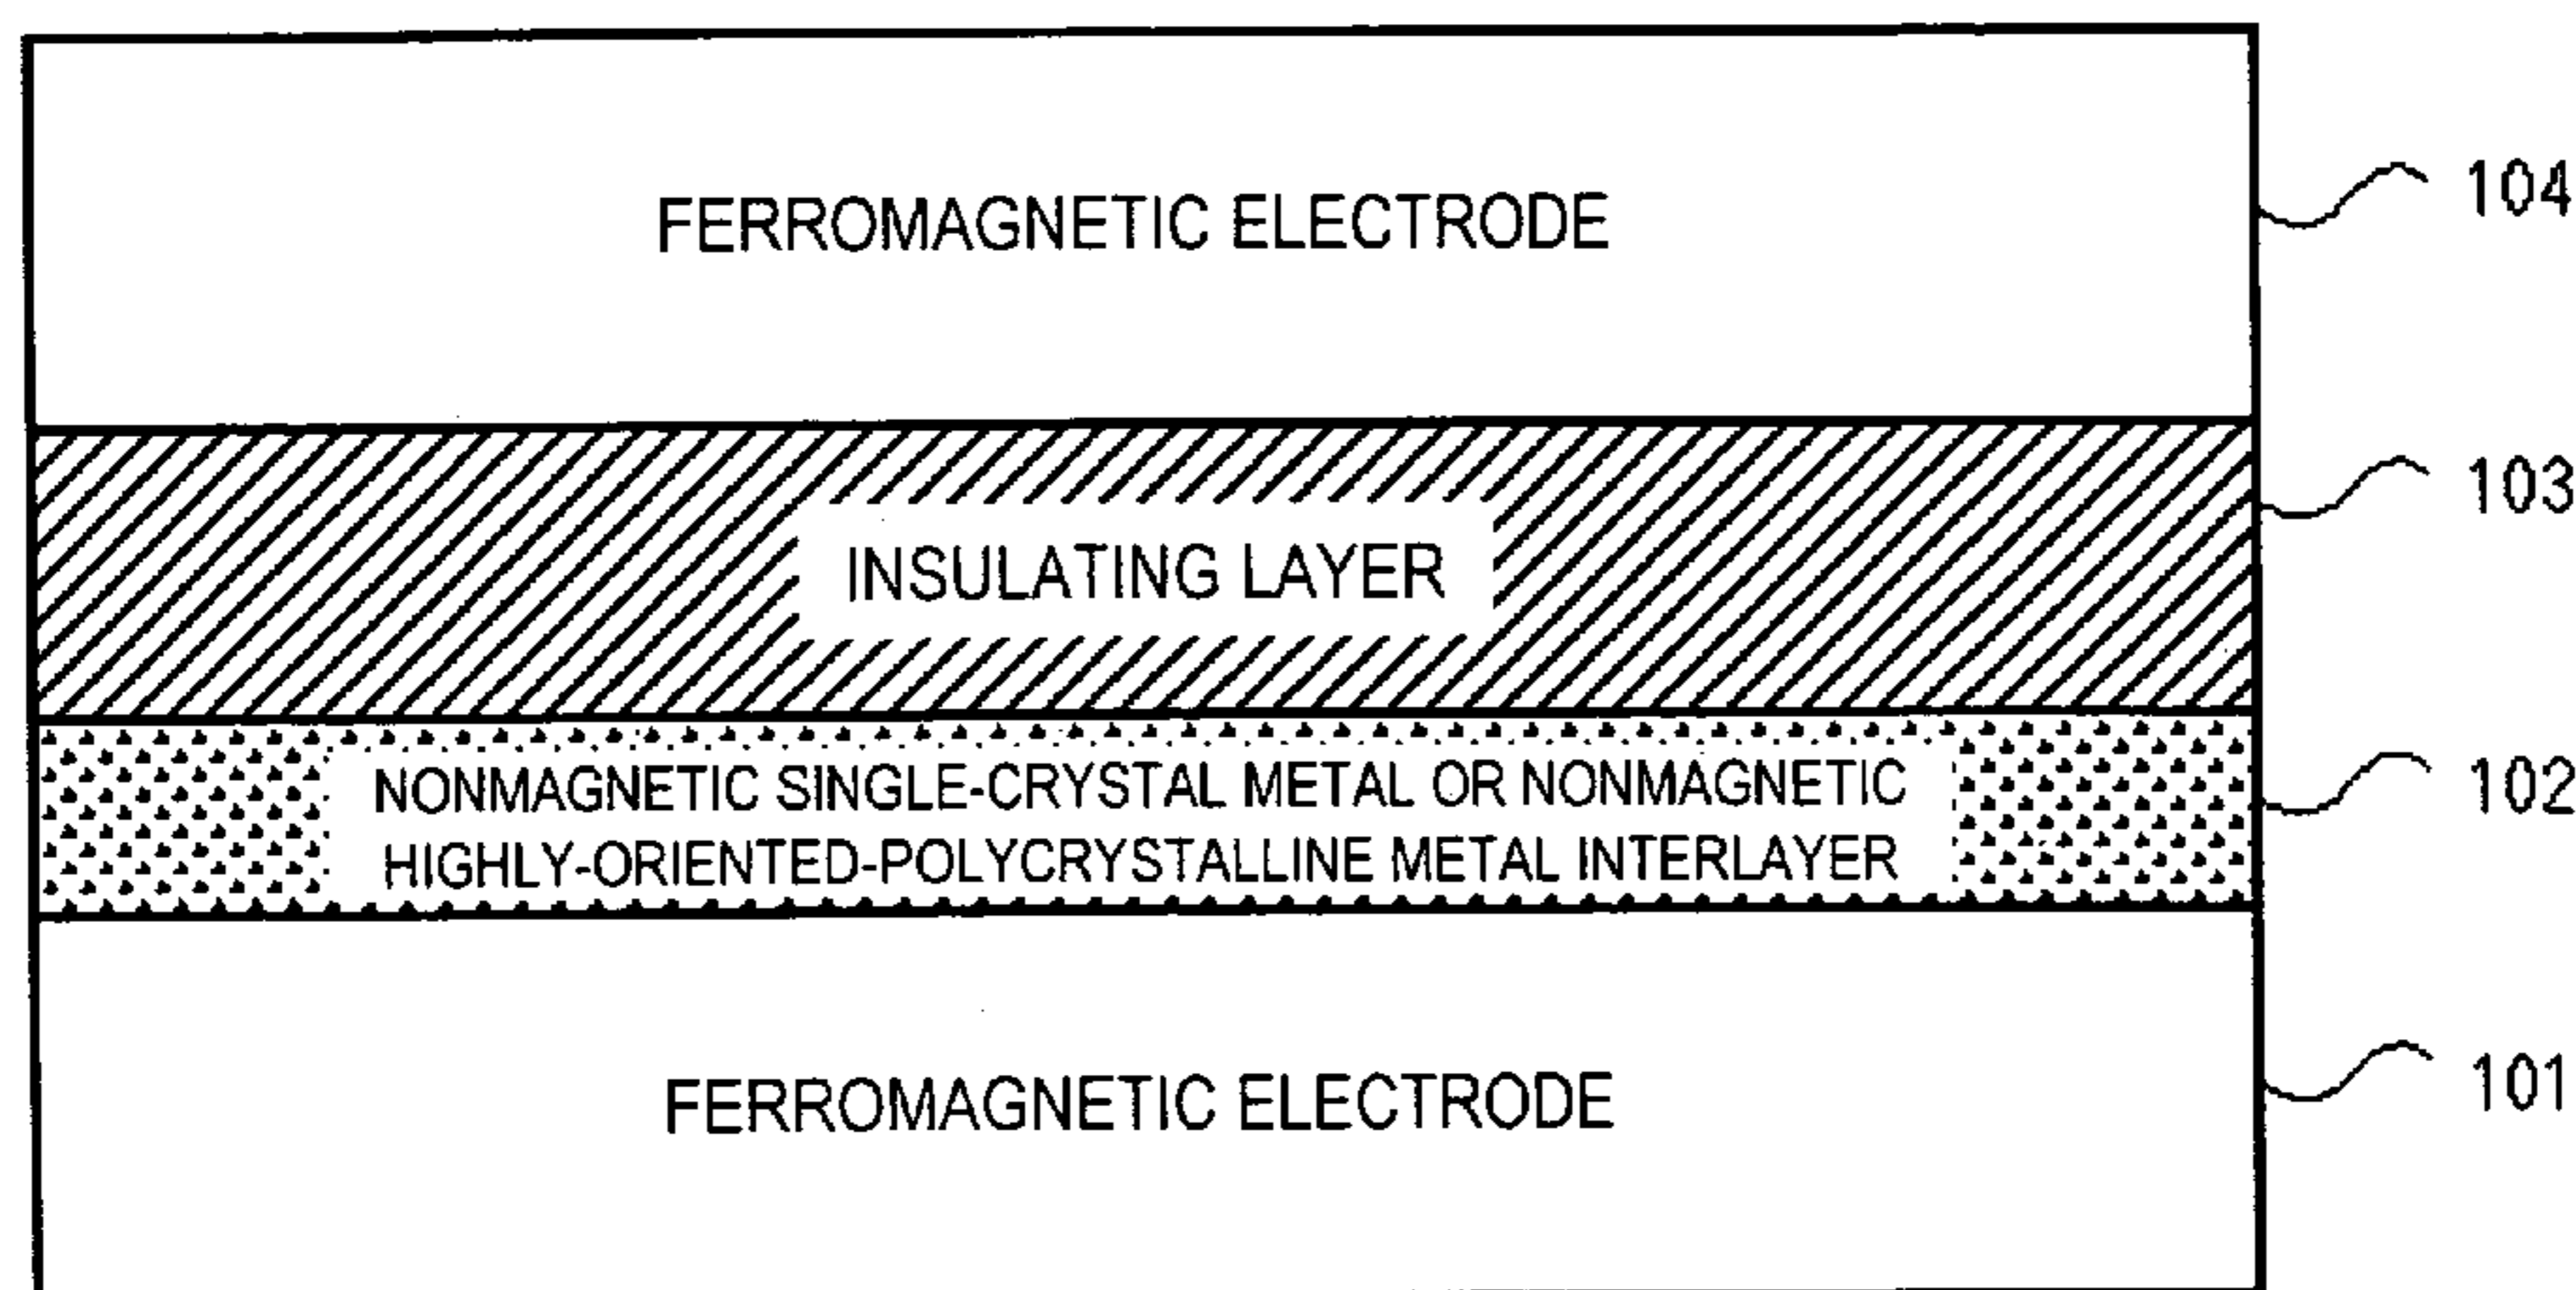 FERROMAGNETIC ELECTRODE
104
INSULATING LAYER
103
NONMAGNETIC SINGLE-CRYSTAL METAL OR NONMAGNETIC
HIGHLY-ORIENTED-POLYCRYSTALLINE METAL INTERLAYER
102
FERROMAGNETIC ELECTRODE
101